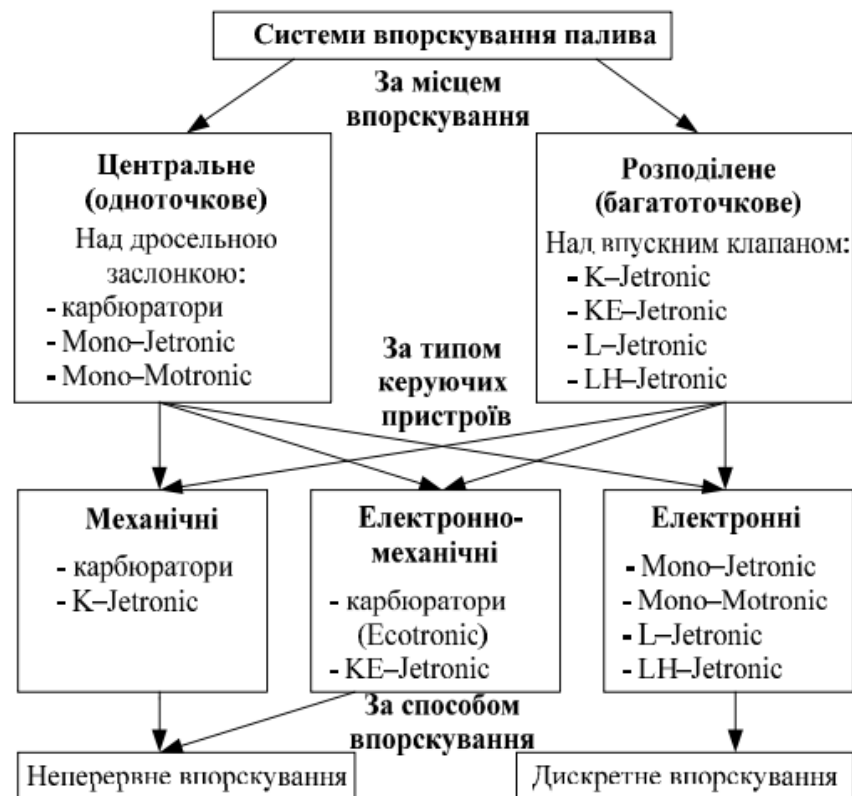 Системи впорскування палива
За місцем
впорскування
Центральне
(одноточкове)
Над дросельною
заслонкою:
- карбюратори
- Mono–Jetronic
- Mono–Motronic
Розподілене
(багатоточкове)
Над впускним клапаном:
- K–Jetronic
- KE–Jetronic
- L–Jetronic
- LH–Jetronic
За типом
керуючих
пристроїв
Механічні
- карбюратори
- K–Jetronic
Електронно-
механічні
- карбюратори
(Ecotronic)
- KE–Jetronic
Електронні
- Mono–Jetronic
- Mono–Motronic
- L–Jetronic
- LH–Jetronic
За способом
впорскування
Неперервне впорскування
Дискретне впорскування